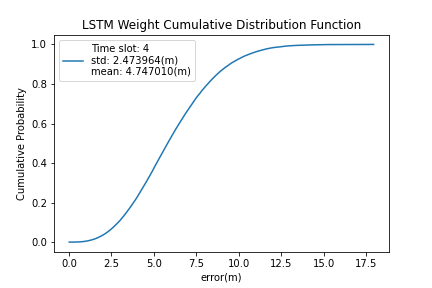 LSTM Weight Cumulative Distribution Function
Time slot: 4
std: 2.473964(m)
mean: 4.747010(m)
Cumulative Probability
1.0
0.8
0.6
0.4
0.2
0.0
0.0 2.5 5.0 7.5 10.0 12.5 15.0 17.5
error(m)